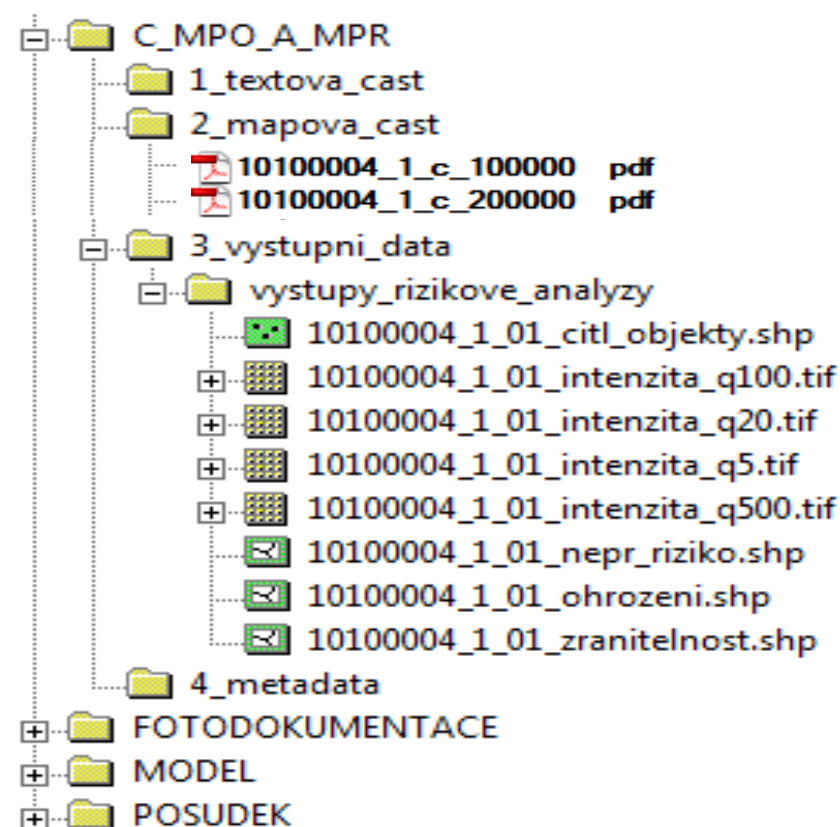 C_MPO_A_MPR
1_textova_cast
2_mapova_cast
10100004_1_c_100000 pdf
10100004_1_c_200000 pdf
3_vystupni_data
vystupy_rizikove_analyzy
10100004_1_01_citl_objekty.shp
10100004_1_01_intenzita_q100.tif
10100004_1_01_intenzita_q20.tif
10100004_1_01_intenzita_q5.tif
10100004_1_01_intenzita_q500.tif
10100004_1_01_nepr_riziko.shp
10100004_1_01_ohrozeni.shp
10100004_1_01_zranitelnost.shp
4_metadata
FOTODOKUMENTACE
MODEL
POSUDEK